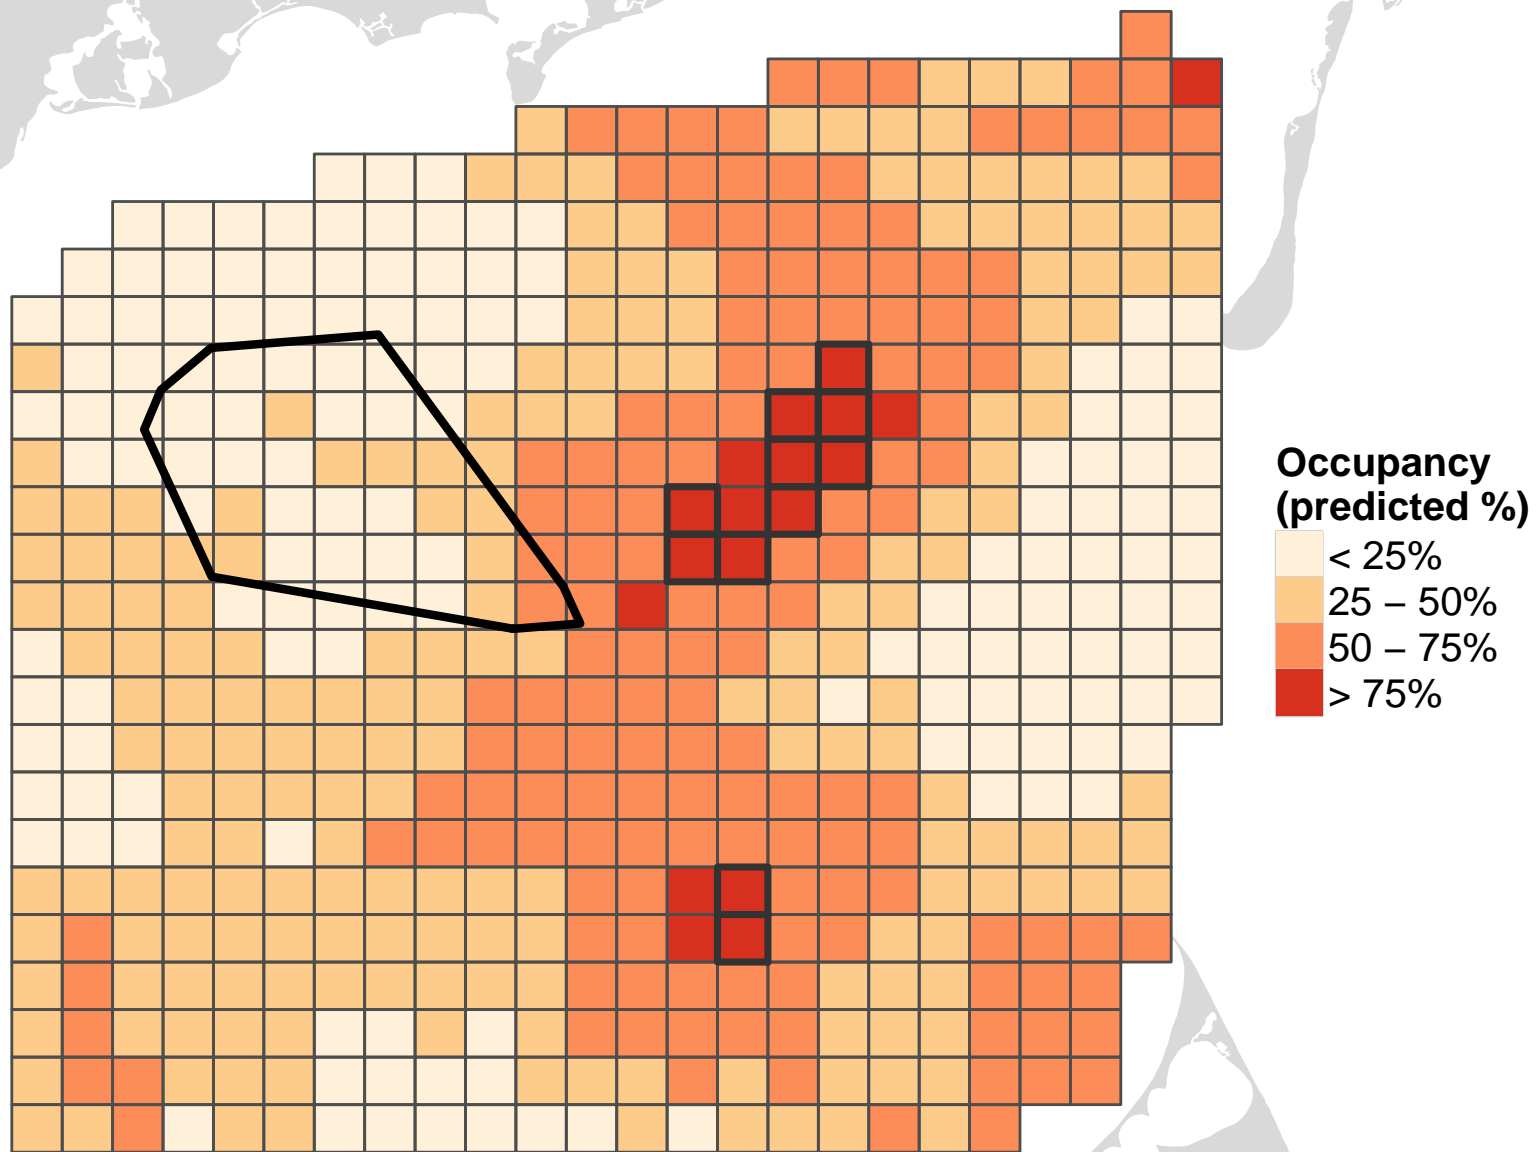 Occupancy
(predicted %)
< 25%
25 – 50%
50 – 75%
> 75%